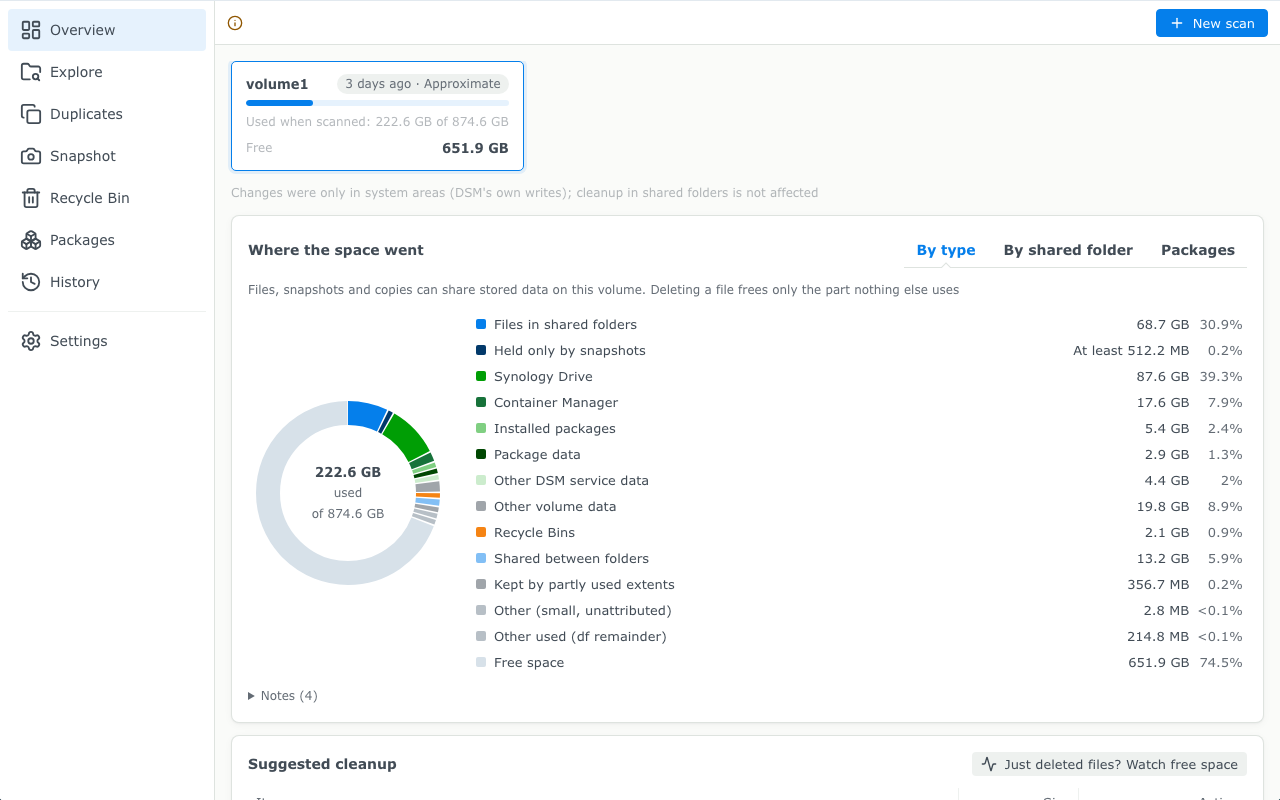 Overview
New scan
Explore
volume1
3 days ago · Approximate
Duplicates
Used when scanned: 222.6 GB of 874.6 GB
Snapshot
Free 651.9 GB
Recycle Bin
Changes were only in system areas (DSM's own writes); cleanup in shared folders is not affected
Packages
Where the space went
By type By shared folder Packages
History
Files, snapshots and copies can share stored data on this volume. Deleting a file frees only the part nothing else uses
Settings
Files in shared folders 68.7 GB 30.9%
Held only by snapshots At least 512.2 MB 0.2%
Synology Drive 87.6 GB 39.3%
Container Manager 17.6 GB 7.9%
Installed packages 5.4 GB 2.4%
Package data 2.9 GB 1.3%
Other DSM service data 4.4 GB 2%
Other volume data 19.8 GB 8.9%
Recycle Bins 2.1 GB 0.9%
Shared between folders 13.2 GB 5.9%
Kept by partly used extents 356.7 MB 0.2%
Other (small, unattributed) 2.8 MB <0.1%
Other used (df remainder) 214.8 MB <0.1%
Free space 651.9 GB 74.5%
222.6 GB
used
of 874.6 GB
Notes (4)
Suggested cleanup
Just deleted files? Watch free space